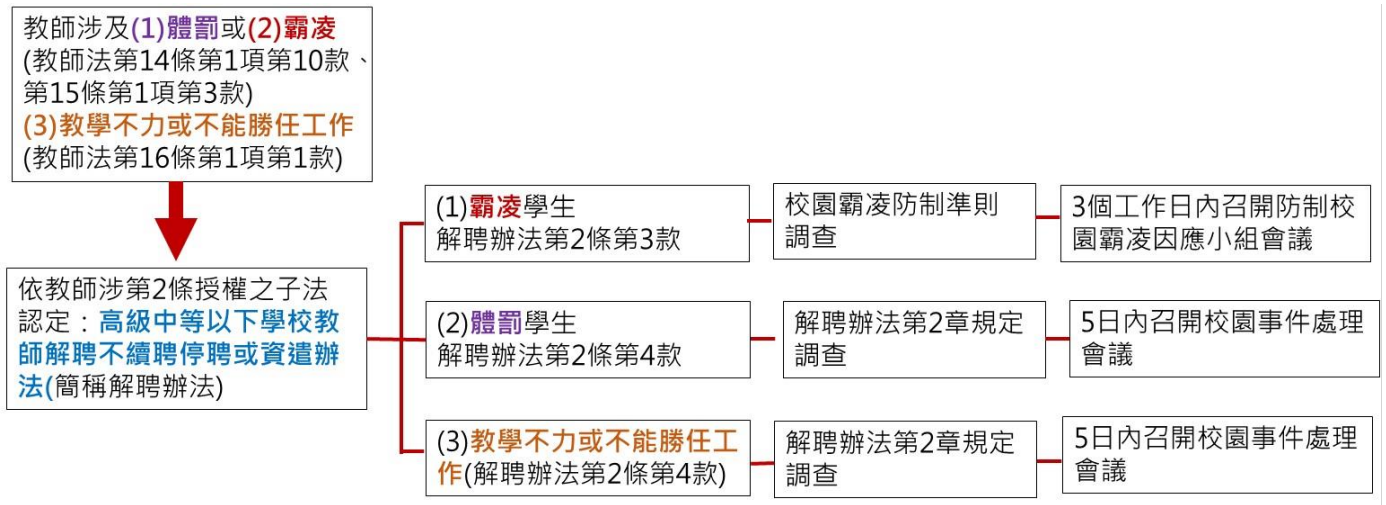 教師涉及(1)體罰或(2)霸凌
(教師法第14條第1項第10款、
第15條第1項第3款)
(3)教學不力或不能勝任工作
(教師法第16條第1項第1款)
依教師涉第2條授權之子法
認定：高級中等以下學校教
師解聘不續聘停聘或資遣辦
法(簡稱解聘辦法)
(1)霸凌學生
解聘辦法第2條第3款
校園霸凌防制準則
調查
3個工作日內召開防制校
園霸凌因應小組會議
(2)體罰學生
解聘辦法第2條第4款
解聘辦法第2章規定
調查
5日內召開校園事件處理
會議
(3)教學不力或不能勝任工
作(解聘辦法第2條第4款)
解聘辦法第2章規定
調查
5日內召開校園事件處理
會議